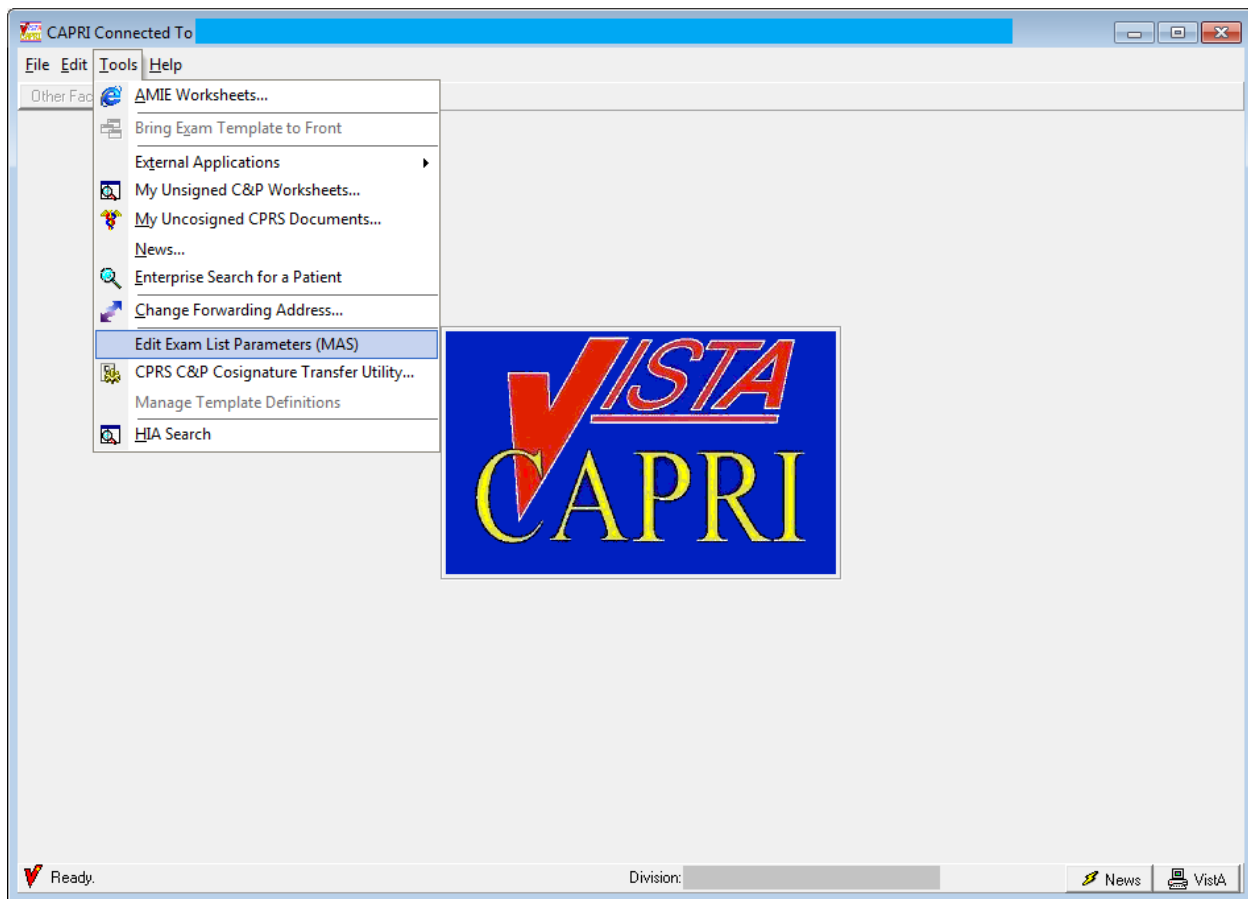 CAPRI Connected To
File Edit Tools Help
Other Fac
AMIE Worksheets...
Bring Exam Template to Front
External Applications
My Unsigned C&P Worksheets...
My Uncosigned CPRS Documents...
News...
Enterprise Search for a Patient
Change Forwarding Address...
Edit Exam List Parameters (MAS)
CPRS C&P Cosignature Transfer Utility...
Manage Template Definitions
HIA Search
VISTA
CAPRI
Ready. Division: News VistA